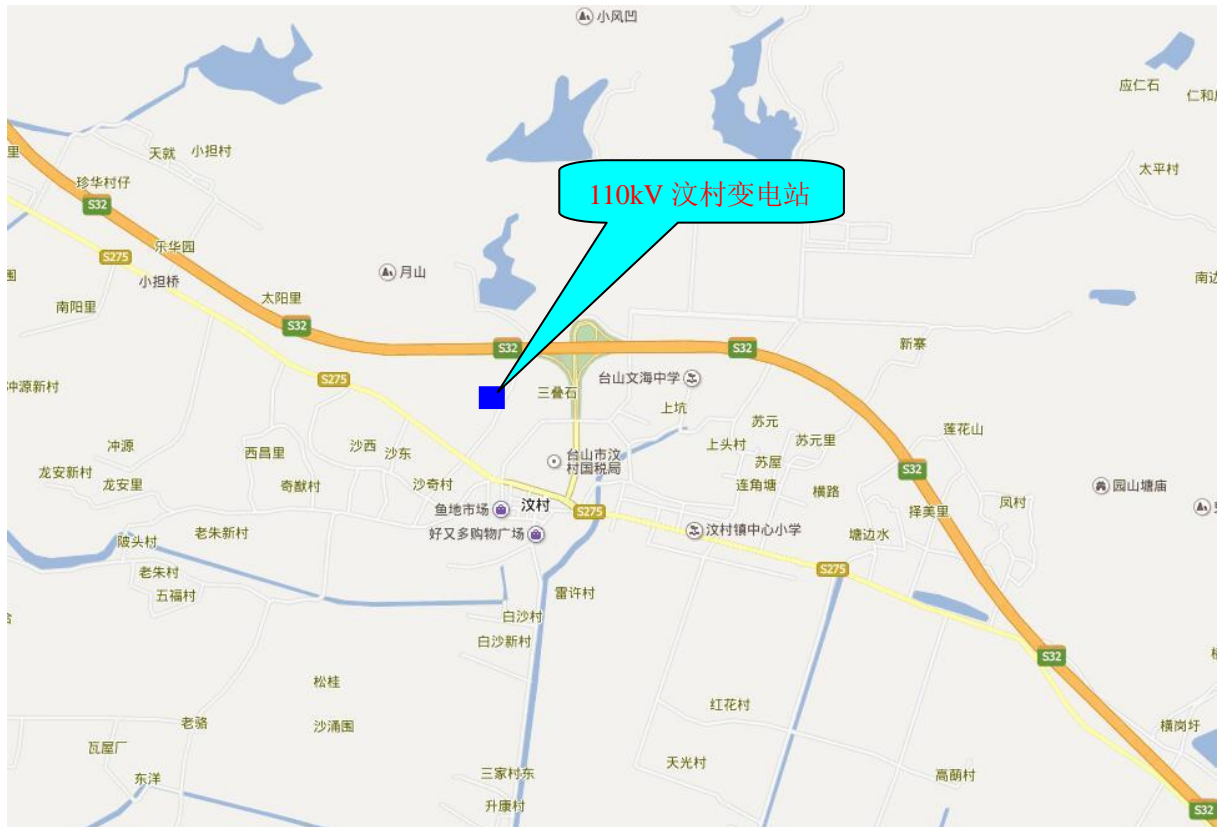 小风凹
应仁石
仁和
里
天就
小担村
太平村
珍华村仔
110kV 汶村变电站
S32
乐华园
S275
小担桥
月山
南边
南阳里
太阳里
S32
S32
S32
新寨
S275
冲源新村
三叠石
台山文海中学
上坑
苏元
莲花山
冲源
西昌里
沙西
沙东
上头村
苏元里
台山市汶
村国税局
苏屋
龙安新村
龙安里
奇猷村
沙奇村
连角塘
横路
S32
园山塘庙
凤村
鱼地市场
汶村
S275
择美里
好又多购物广场
汶村镇中心小学
塘边水
老朱新村
陂头村
S275
老朱村
五福村
雷许村
白沙村
白沙新村
S32
松桂
红花村
老骆
沙涌围
横岗圩
瓦屋厂
天光村
东洋
三家村东
高蓢村
升康村
S32